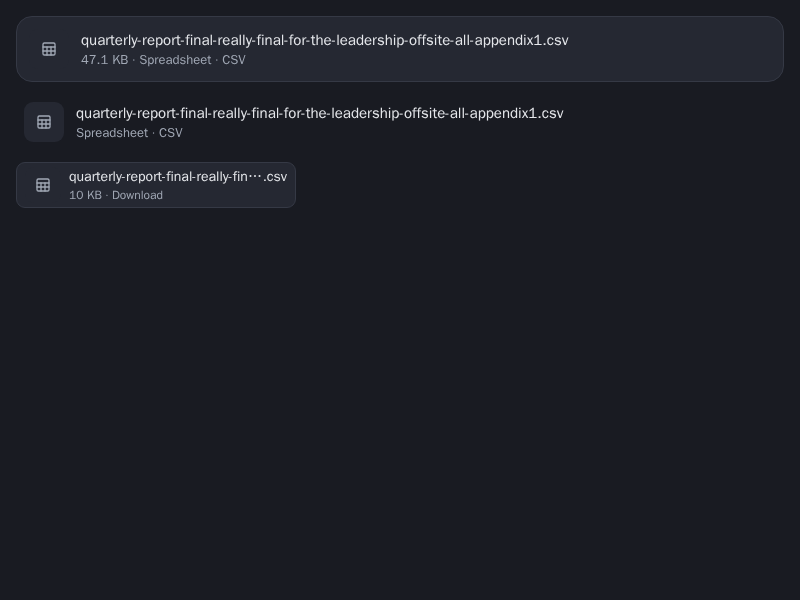 quarterly-report-final-really-final-for-the-leadership-offsite-all-appendix1.csv
47.1 KB · Spreadsheet · CSV
quarterly-report-final-really-final-for-the-leadership-offsite-all-appendix1.csv
Spreadsheet · CSV
quarterly-report-final-really-fin···.csv
10 KB · Download